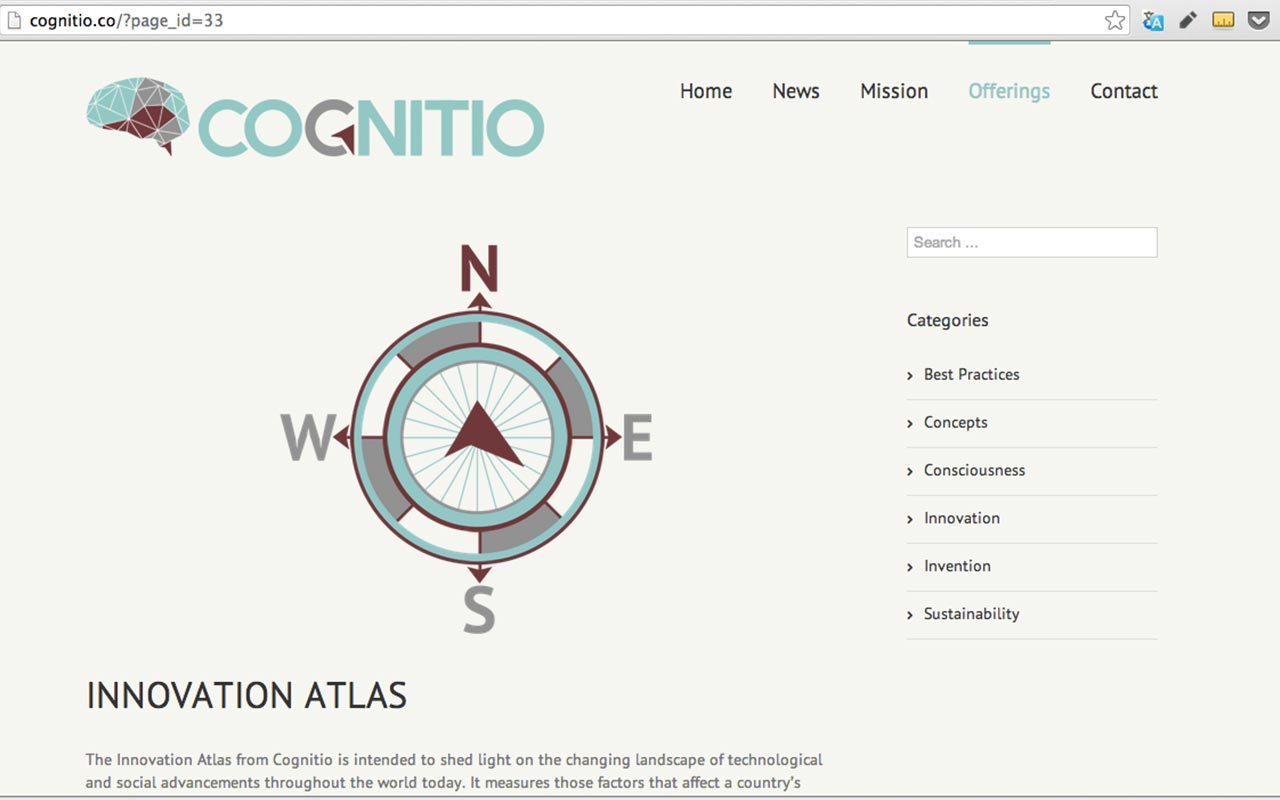 cognitio.co/?page_id=33
COGNITIO
Home News Mission Offerings Contact
Search ...
N
W E
S
Categories
Best Practices
Concepts
Consciousness
Innovation
Invention
Sustainability
INNOVATION ATLAS
The Innovation Atlas from Cognitio is intended to shed light on the changing landscape of technological
and social advancements throughout the world today. It measures those factors that affect a country's